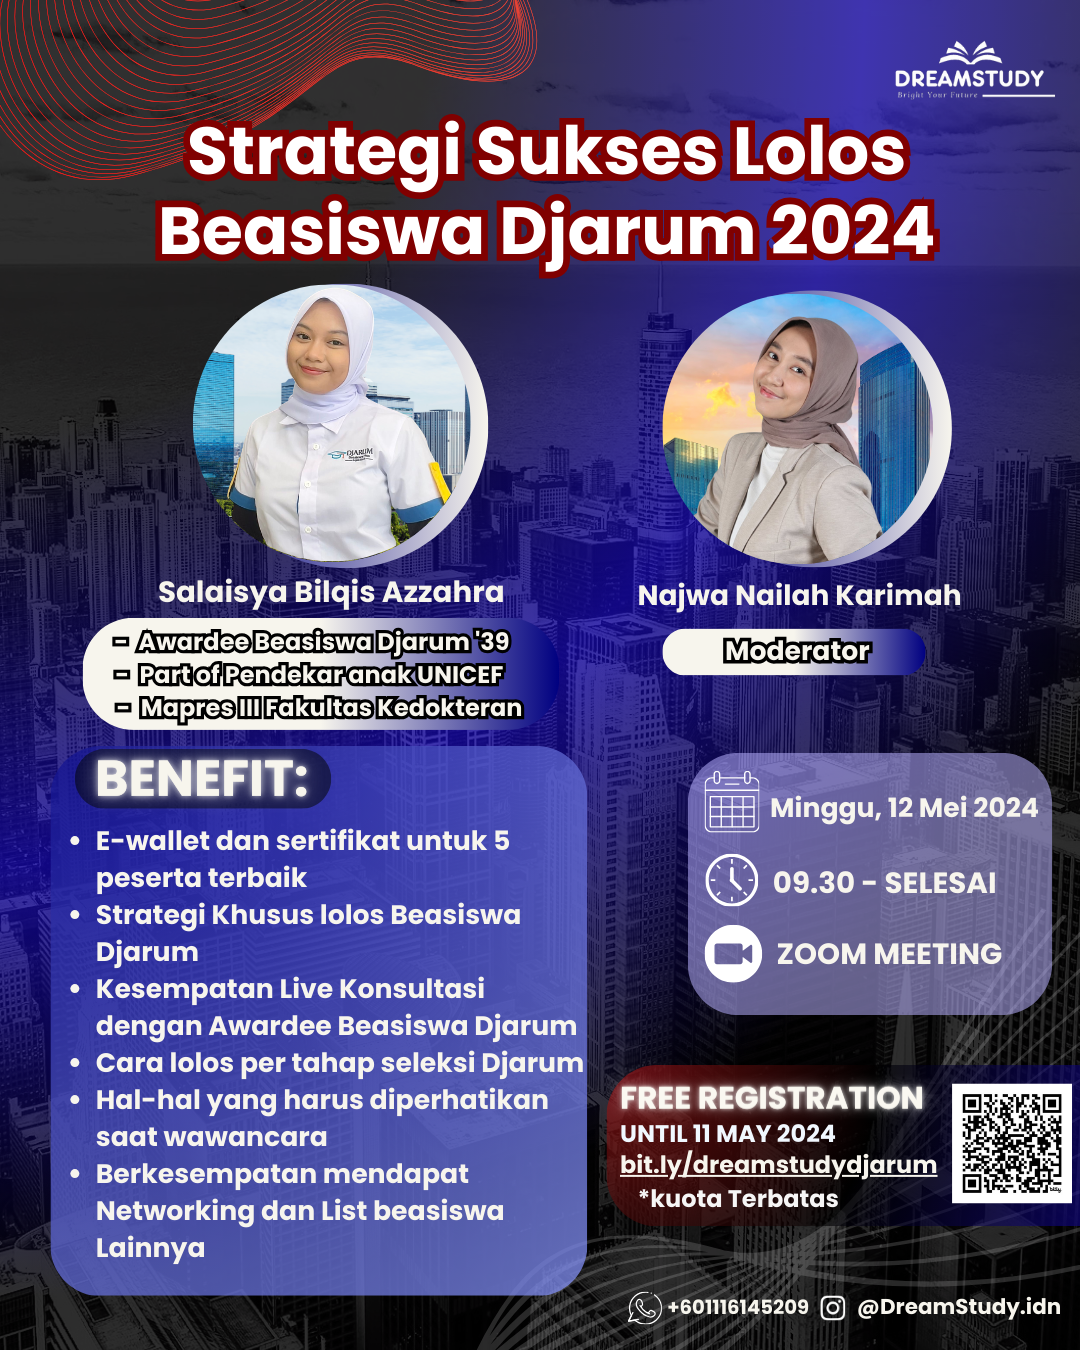 DREAMSTUDY
Bright Your Future
Strategi Sukses Lolos
Beasiswa Djarum 2024
DJARUM
Salaisya Bilqis Azzahra
- Awardee Beasiswa Djarum '39
- Part of Pendekar anak UNICEF
- Mapres III Fakultas Kedokteran
Najwa Nailah Karimah
Moderator
BENEFIT:
• E-wallet dan sertifikat untuk 5
peserta terbaik
• Strategi Khusus lolos Beasiswa
Djarum
• Kesempatan Live Konsultasi
dengan Awardee Beasiswa Djarum
• Cara lolos per tahap seleksi Djarum
• Hal-hal yang harus diperhatikan
saat wawancara
• Berkesempatan mendapat
Networking dan List beasiswa
Lainnya
Minggu, 12 Mei 2024
09.30 - SELESAI
ZOOM MEETING
FREE REGISTRATION
UNTIL 11 MAY 2024
bit.ly/dreamstudydjarum
*kuota Terbatas
+601116145209
@DreamStudy.idn